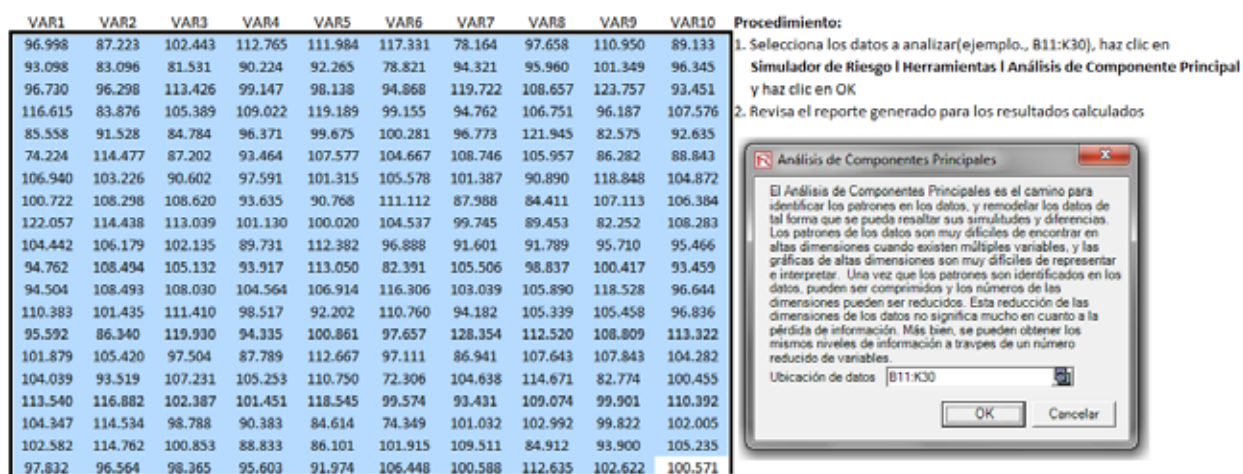 VAR1 VAR2 VAR3 VAR4 VAR5 VAR6 VAR7 VAR8 VAR9 VAR10
96.998 87.223 102.443 112.765 111.984 117.331 78.164 97.658 110.950 89.133
93.098 83.096 81.531 90.224 92.265 78.821 94.321 95.960 101.349 96.345
96.730 96.298 113.426 99.147 98.138 94.868 119.722 108.657 123.757 93.451
116.615 83.876 105.389 109.022 119.189 99.155 94.762 106.751 96.187 107.576
85.558 91.528 84.784 96.371 99.675 100.281 96.773 121.945 82.575 92.635
74.224 114.477 87.202 93.464 107.577 104.667 108.746 105.957 86.282 88.843
106.940 103.226 90.602 97.591 101.315 105.578 101.387 90.890 118.848 104.872
100.722 108.298 108.620 93.635 90.768 111.112 87.988 84.411 107.113 106.384
122.057 114.438 113.039 101.130 100.020 104.537 99.745 89.453 82.252 108.283
104.442 106.179 102.135 89.731 112.382 96.888 91.601 91.789 95.710 95.466
94.762 108.494 105.132 93.917 113.050 82.391 105.506 98.837 100.417 93.459
94.504 108.493 108.030 104.564 106.914 116.306 103.039 105.890 118.528 96.644
110.383 101.435 111.410 98.517 92.202 110.760 94.182 105.339 105.458 96.836
95.592 86.340 119.930 94.335 100.861 97.657 128.354 112.520 108.809 113.322
101.879 105.420 97.504 87.789 112.667 97.111 86.941 107.643 107.843 104.282
104.039 93.519 107.231 105.253 110.750 72.306 104.638 114.671 82.774 100.455
113.540 116.882 102.387 101.451 118.545 99.574 93.431 109.074 99.901 110.392
104.347 114.534 98.788 90.383 84.614 74.349 101.032 102.992 99.822 102.005
102.582 114.762 100.853 88.833 86.101 101.915 109.511 84.912 93.900 105.235
97.832 96.564 98.365 95.603 91.974 106.448 100.588 112.635 102.622 100.571
Procedimiento:
1. Selecciona los datos a analizar(ejemplo., B11:K30), haz clic en
Simulador de Riesgo l Herramientas l Análisis de Componente Principal
y haz clic en OK
2. Revisa el reporte generado para los resultados calculados
Análisis de Componentes Principales
El Análisis de Componentes Principales es el camino para
identificar los patrones en los datos, y remodelar los datos de
tal forma que se pueda resaltar sus simulitudes y diferencias.
Los patrones de los datos son muy difíciles de encontrar en
altas dimensiones cuando existen múltiples variables, y las
gráficas de altas dimensiones son muy difíciles de representar
e interpretar. Una vez que los patrones son identificados en los
datos, pueden ser comprimidos y los números de las
dimensiones pueden ser reducidos. Esta reducción de las
dimensiones de los datos no significa mucho en cuanto a la
pérdida de información. Más bien, se pueden obtener los
mismos niveles de información a travpes de un número
reducido de variables.
Ubicación de datos B11:K30
OK Cancelar